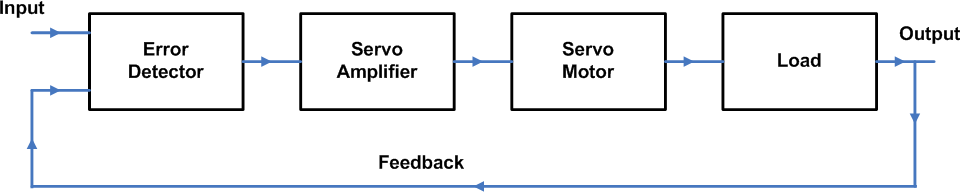 Input
Error
Detector
Servo
Amplifier
Servo
Motor
Load
Output
Feedback